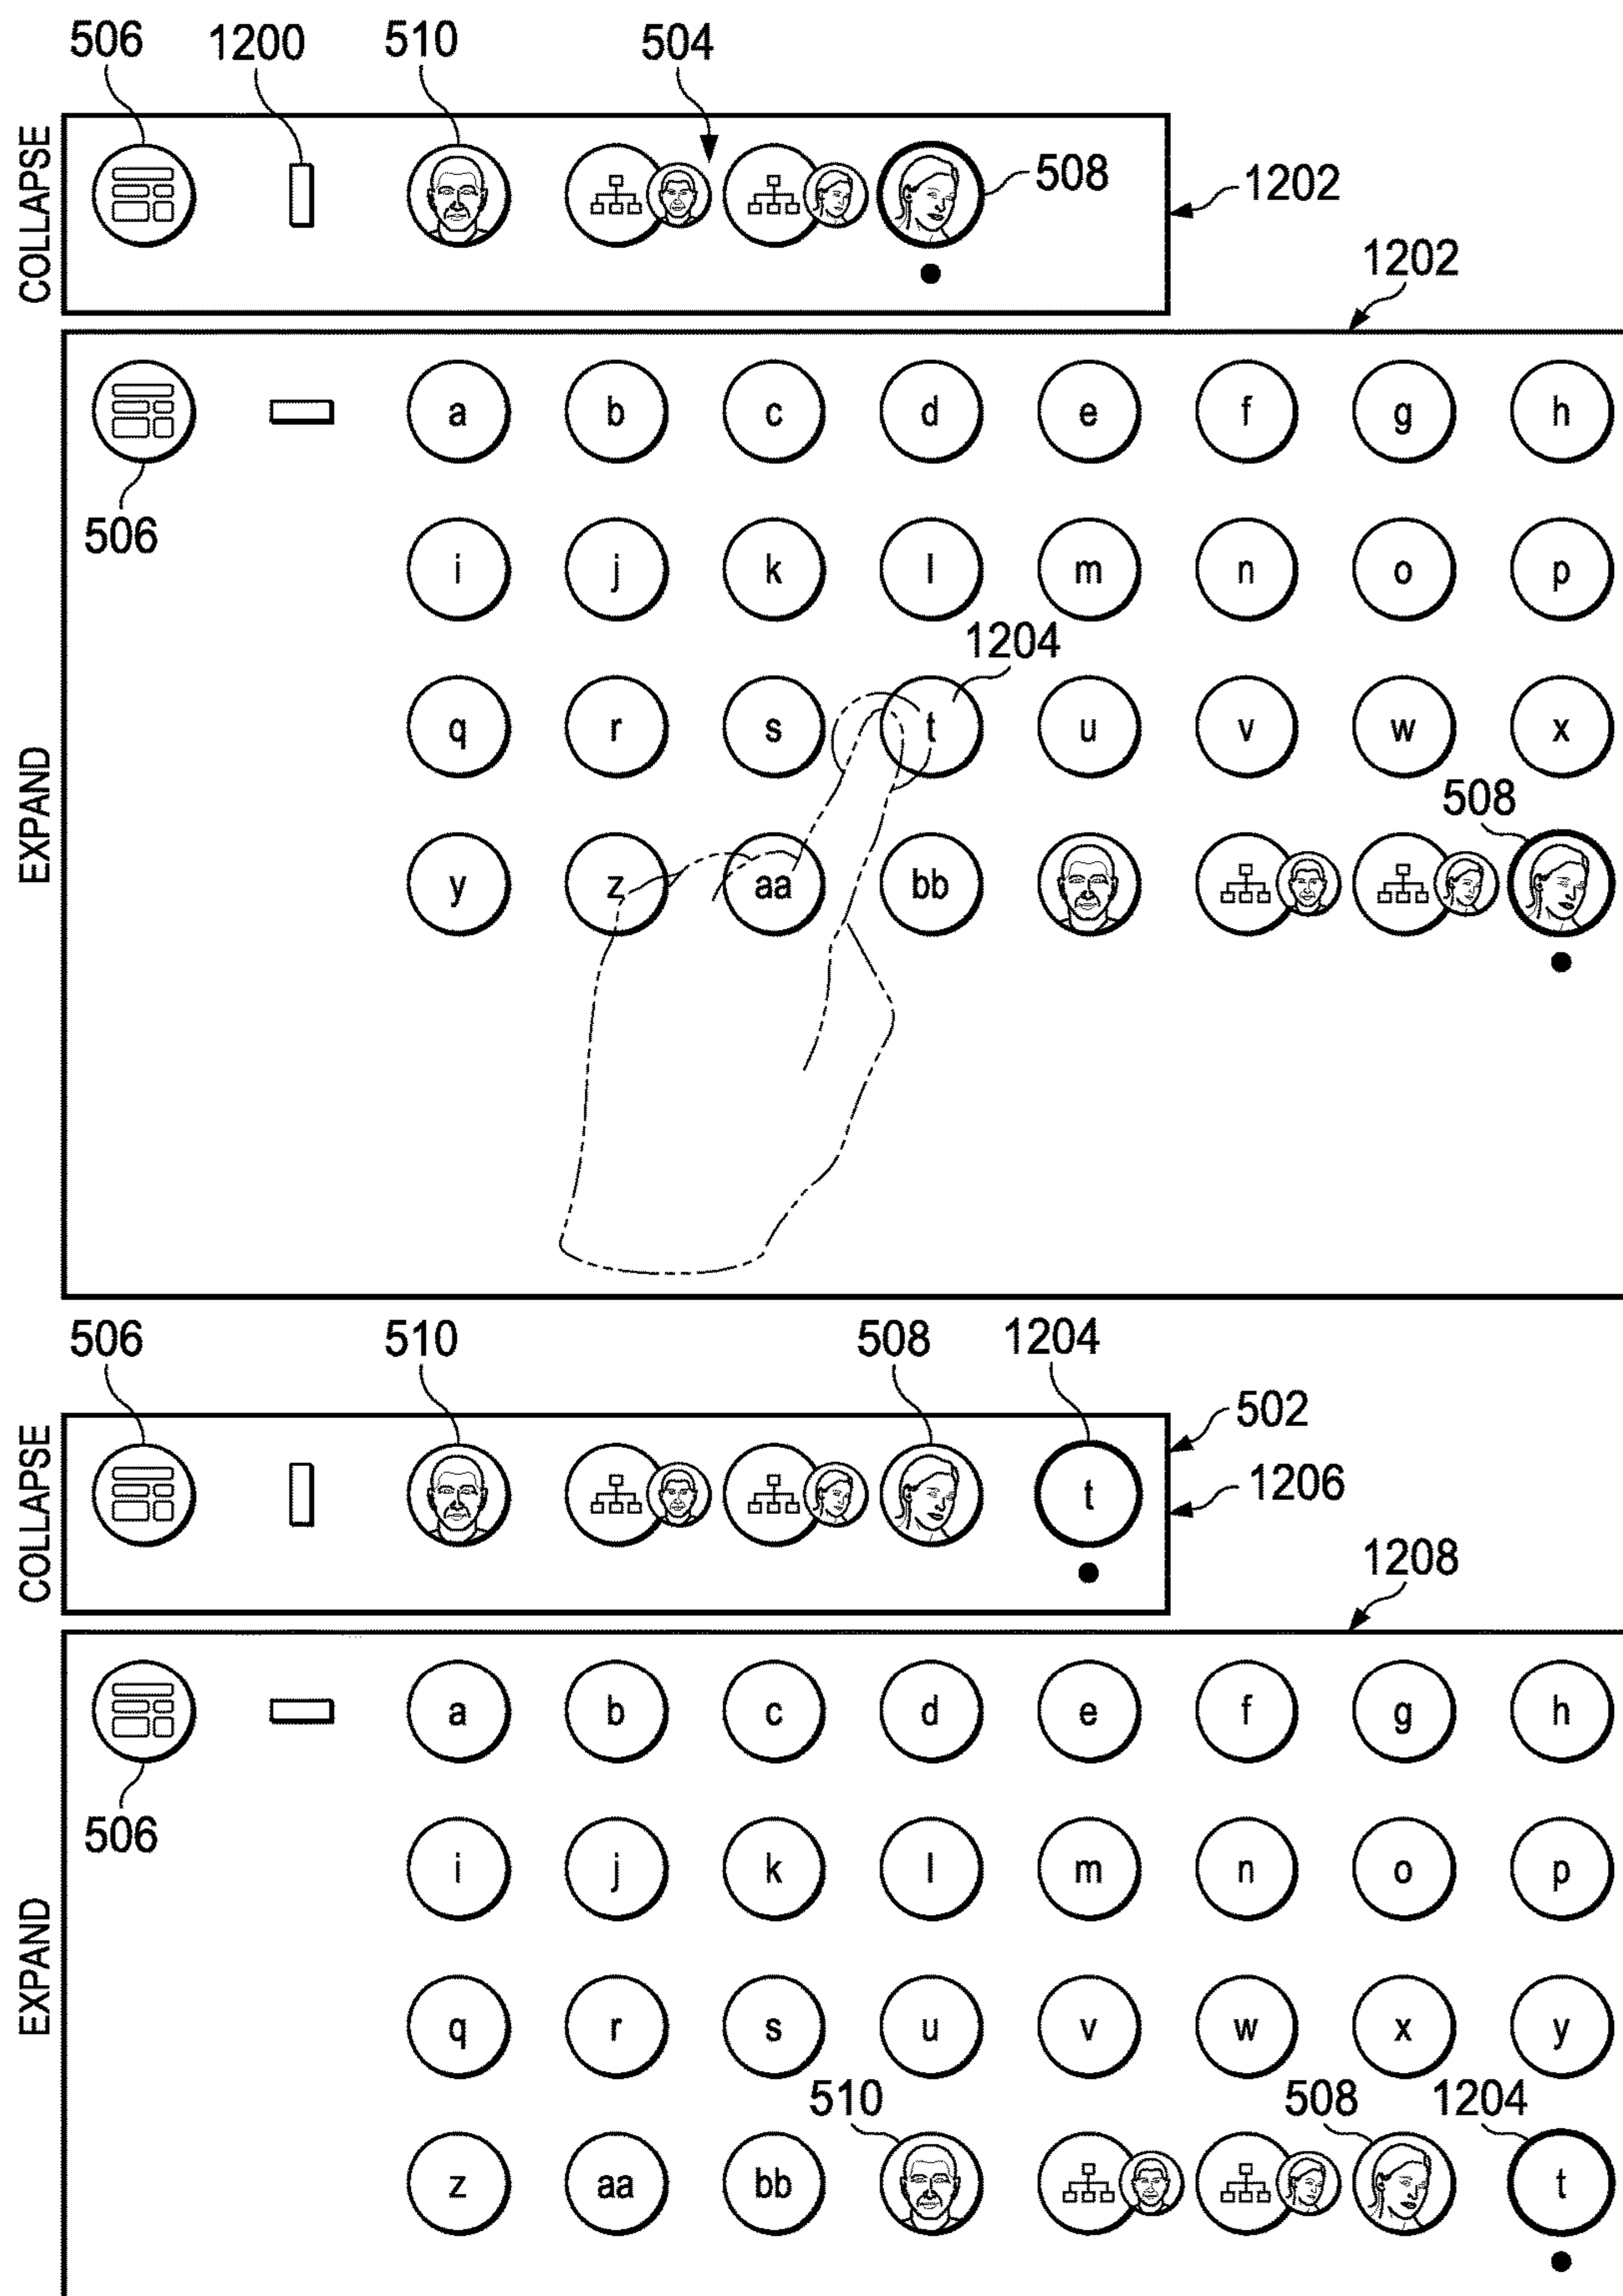 506 1200 510 504
COLLAPSE
508
1202
1202
EXPAND
a b c d e f g h
506
i j k l m n o p
1204
q r s t u v w x
508
y z aa bb
506 510 508 1204
COLLAPSE
502
t
1206
1208
EXPAND
a b c d e f g h
506
i j k l m n o p
q r s u v w x y
510 508 1204
z aa bb t